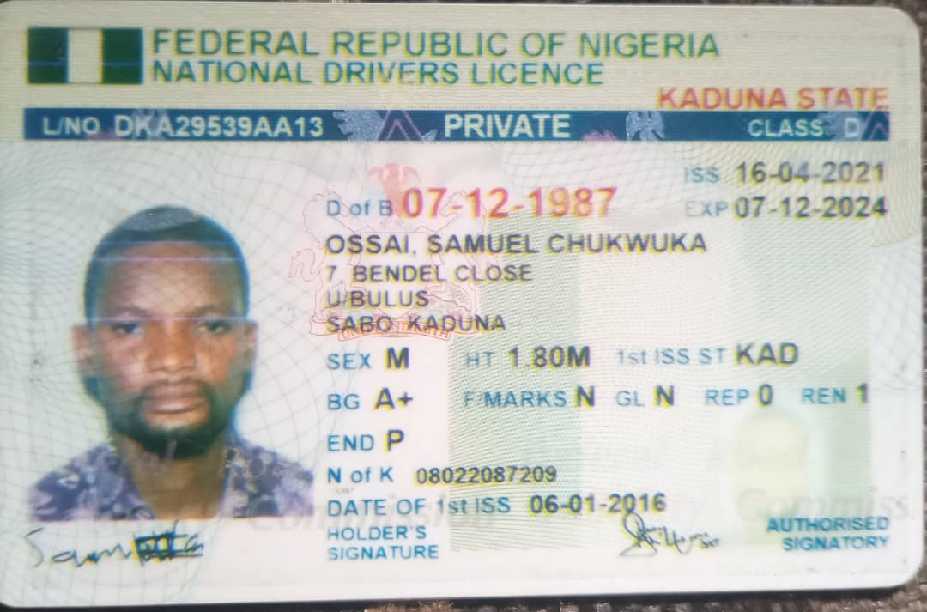 FEDERAL REPUBLIC OF NIGERIA
NATIONAL DRIVERS LICENCE
KADUNA STATE
L/NO DKA29539AA13 PRIVATE CLASS D
ISS 16-04-2021
D of B 07-12-1987 EXP 07-12-2024
OSSAI, SAMUEL CHUKWUKA
7, BENDEL CLOSE
U/BULUS
SABO KADUNA
SEX M HT 1.80M 1st ISS ST KAD
BG A+ F/MARKS N GL N REP 0 REN 1
END P
N of K 08022087209
DATE OF 1st ISS 06-01-2016
HOLDER'S
SIGNATURE
AUTHORISED
SIGNATORY